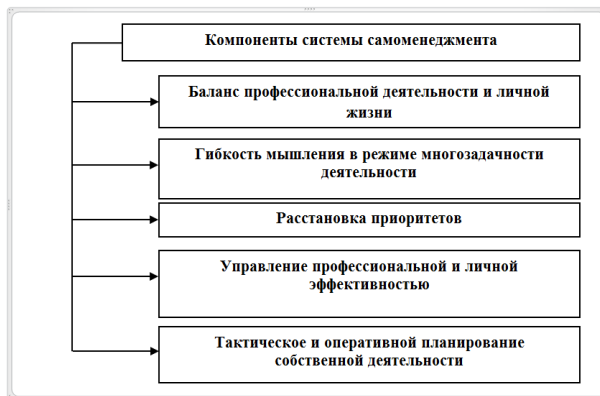 Компоненты системы самоменеджмента
Баланс профессиональной деятельности и личной
жизни
Гибкость мышления в режиме многозадачности
деятельности
Расстановка приоритетов
Управление профессиональной и личной
эффективностью
Тактическое и оперативной планирование
собственной деятельности